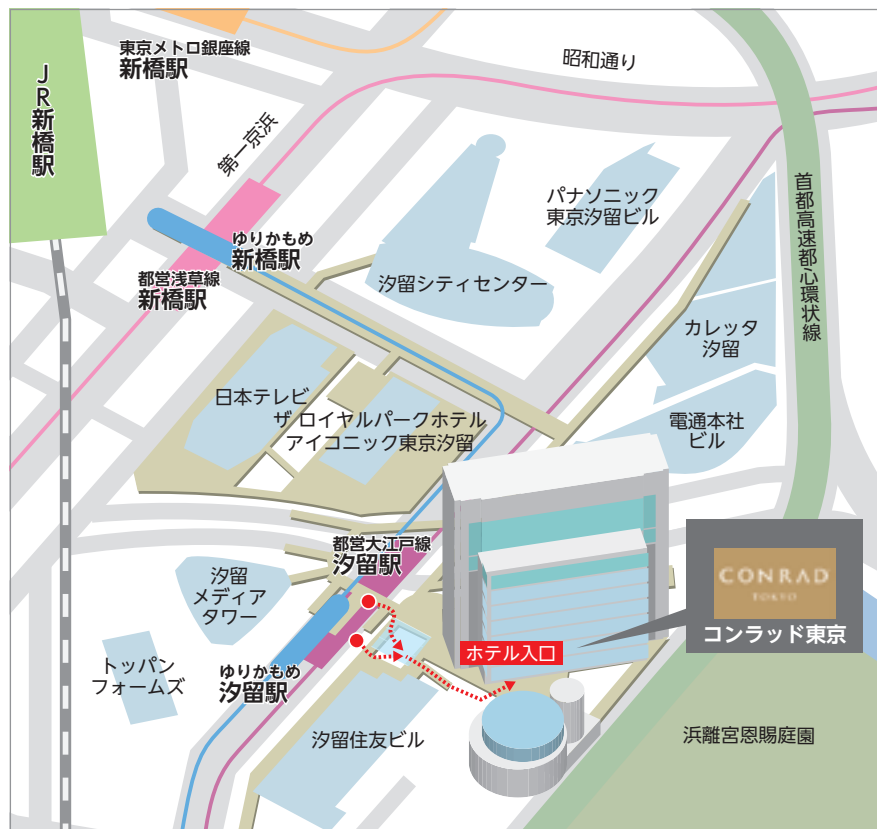 東京メトロ銀座線
新橋駅
昭和通り
JR新橋駅
第一京浜
パナソニック
東京汐留ビル
首都高速都心環状線
ゆりかもめ
新橋駅
都営浅草線
新橋駅
汐留シティセンター
カレッタ
汐留
日本テレビ
ザ ロイヤルパークホテル
アイコニック東京汐留
電通本社
ビル
都営大江戸線
汐留駅
汐留
メディア
タワー
CONRAD
TOKYO
コンラッド東京
ホテル入口
トッパン
フォームズ
ゆりかもめ
汐留駅
汐留住友ビル
浜離宮恩賜庭園